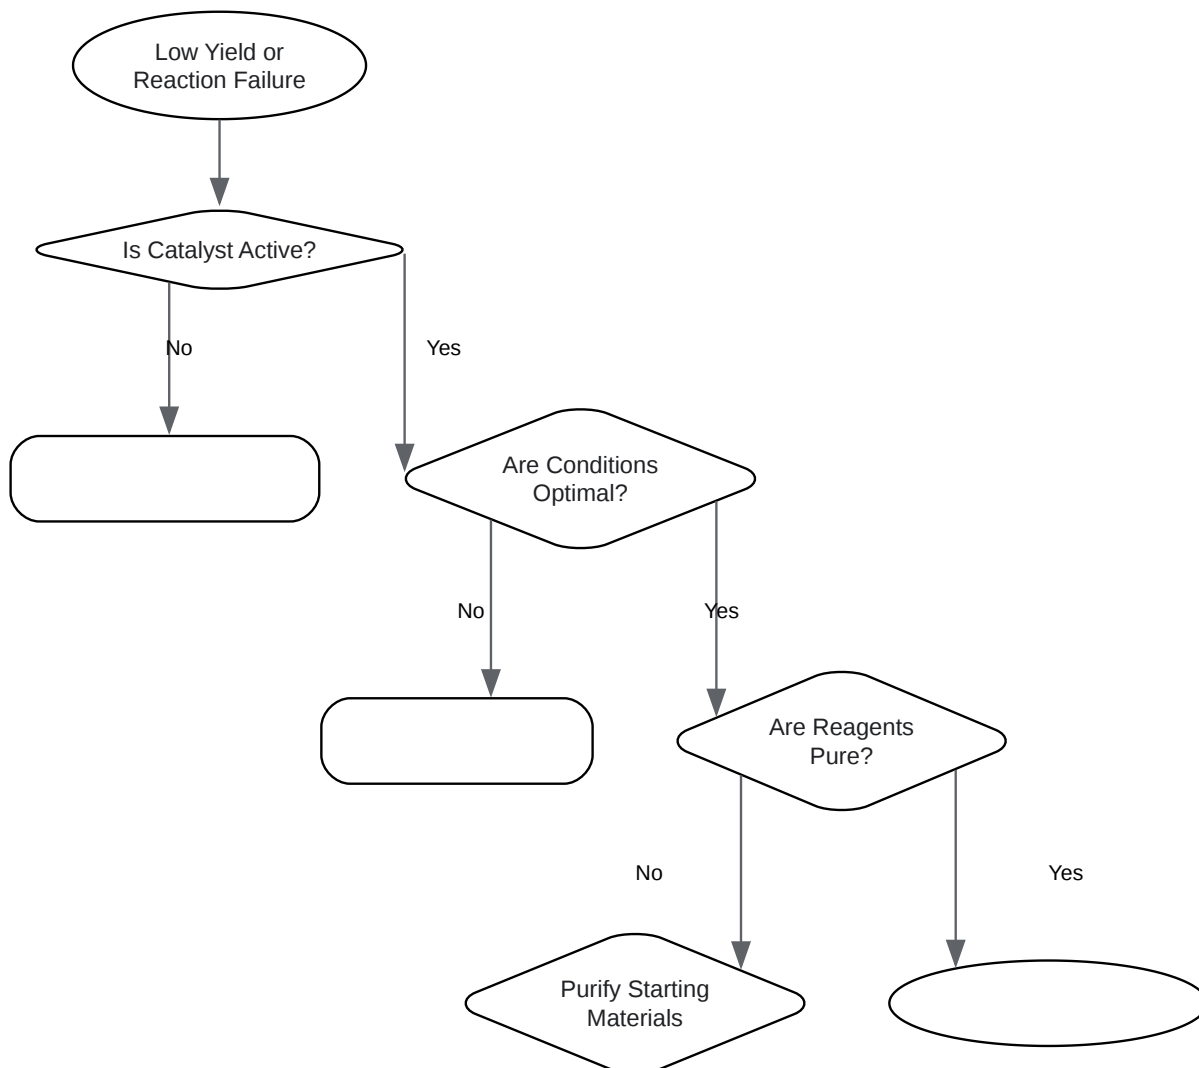 Low Yield or
Reaction Failure
Is Catalyst Active?
No
Yes
Are Conditions
Optimal?
No
Yes
Are Reagents
Pure?
No
Yes
Purify Starting
Materials